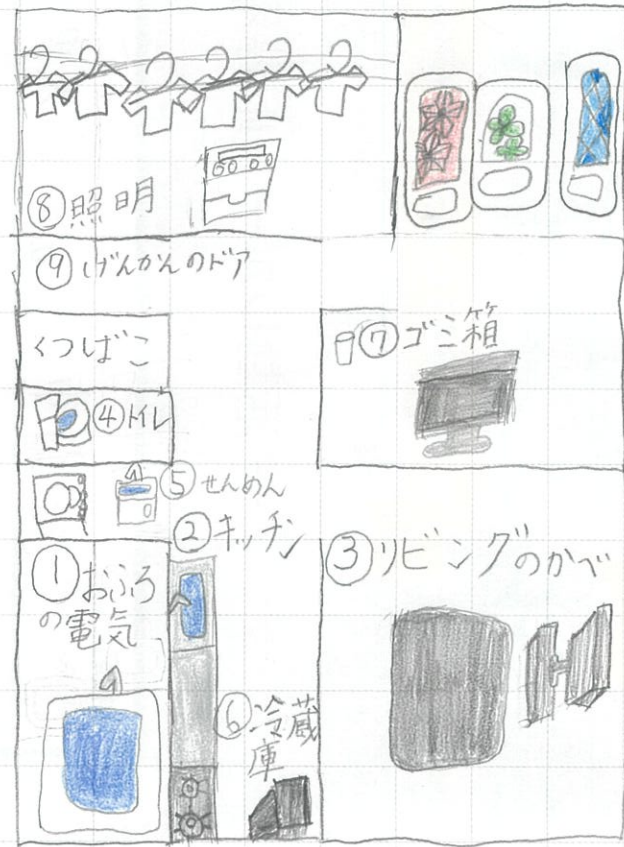 ⑧照明
⑨げんかんのドア
くつばこ
⑦ゴミ箱
④トイレ
⑤せんめん
②キッチン
①おふろ
の電気
③リビングのかべ
⑥冷蔵
庫